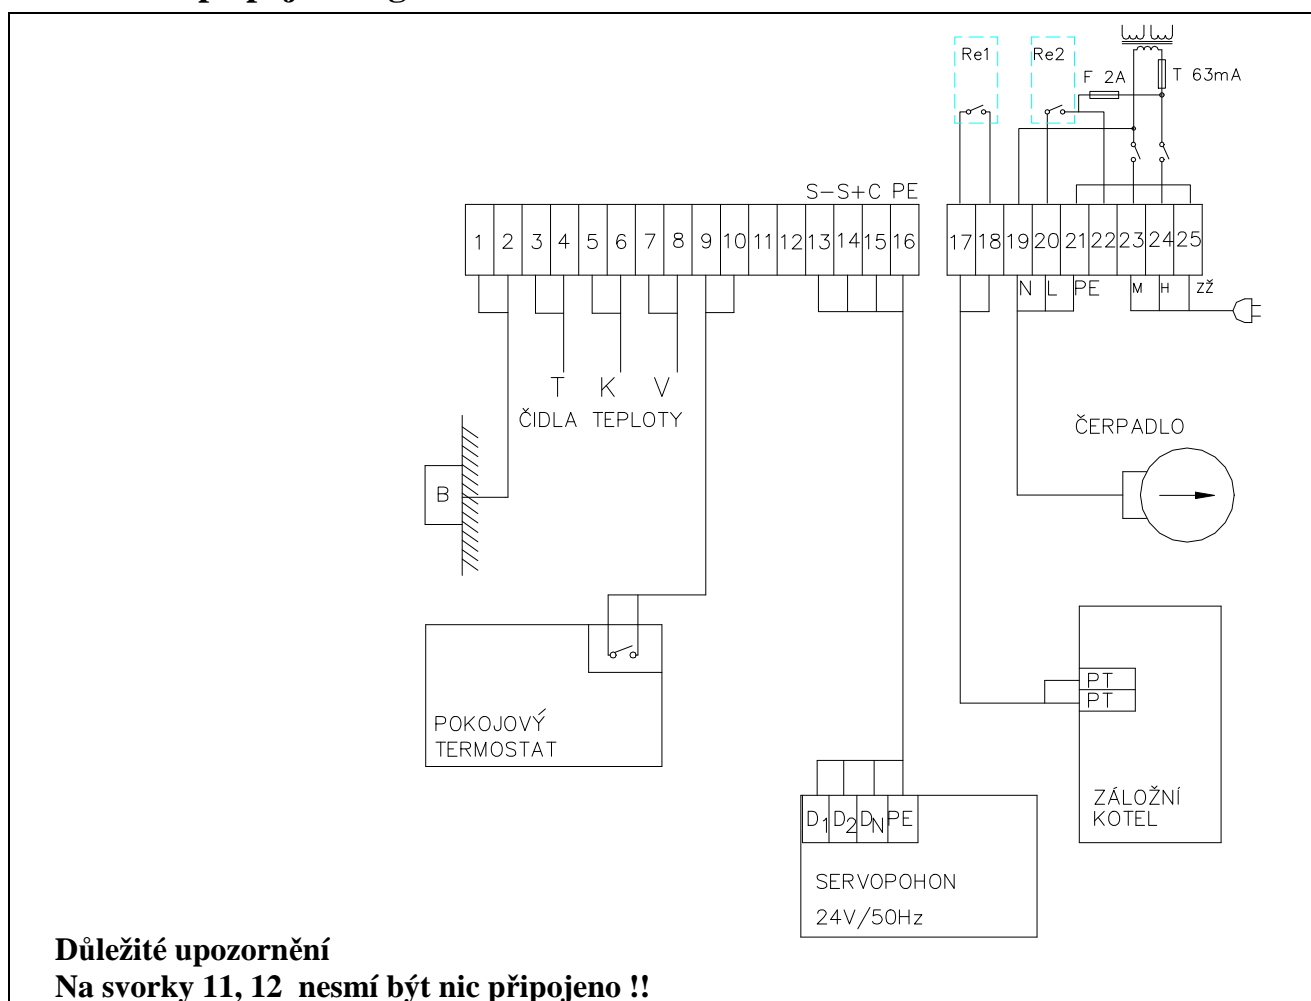 Re1 Re2
F 2A T 63mA
S-S+C PE
1 2 3 4 5 6 7 8 9 10 11 12 13 14 15 16 17 18 19 20 21 22 23 24 25
N L PE M H ZŽ
T K V
ČIDLA TEPLOTY
ČERPADLO
B
PT
PT
POKOJOVÝ
TERMOSTAT
ZÁLOŽNÍ
KOTEL
D1 D2 DN PE
SERVOPOHON
24V/50Hz
Důležité upozornění
Na svorky 11, 12 nesmí být nic připojeno !!